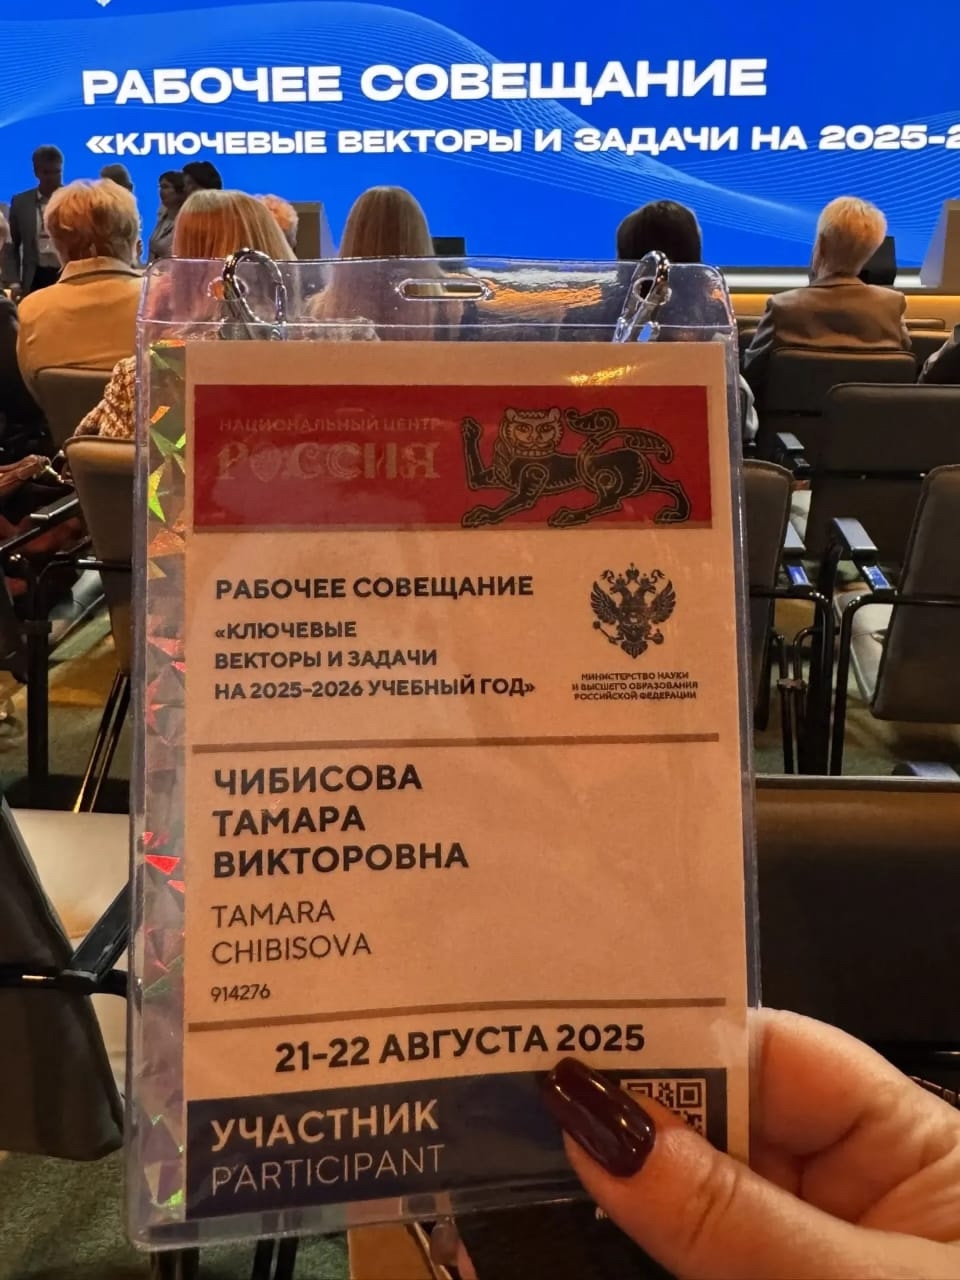 РАБОЧЕЕ СОВЕЩАНИЕ
«КЛЮЧЕВЫЕ ВЕКТОРЫ И ЗАДАЧИ НА 2025-2
НАЦИОНАЛЬНЫЙ ЦЕНТР
РОССИЯ
РАБОЧЕЕ СОВЕЩАНИЕ
«КЛЮЧЕВЫЕ
ВЕКТОРЫ И ЗАДАЧИ
НА 2025-2026 УЧЕБНЫЙ ГОД»
МИНИСТЕРСТВО НАУКИ
И ВЫСШЕГО ОБРАЗОВАНИЯ
РОССИЙСКОЙ ФЕДЕРАЦИИ
ЧИБИСОВА
ТАМАРА
ВИКТОРОВНА
TAMARA
CHIBISOVA
914276
21-22 АВГУСТА 2025
УЧАСТНИК
PARTICIPANT